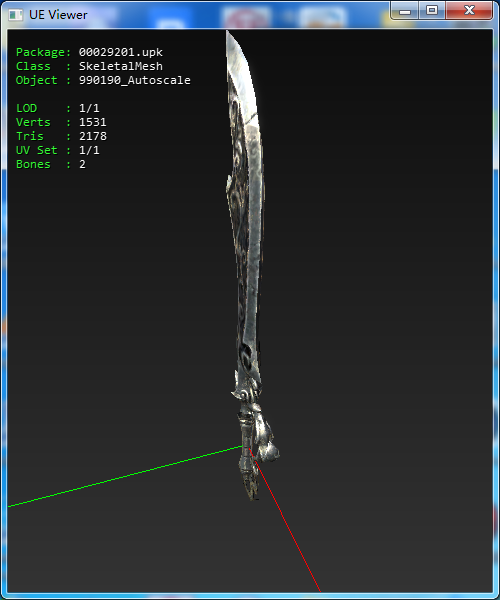 UE Viewer
Package: 00029201.upk
Class : SkeletalMesh
Object : 990190_Autoscale
LOD : 1/1
Verts : 1531
Tris : 2178
UV Set : 1/1
Bones : 2